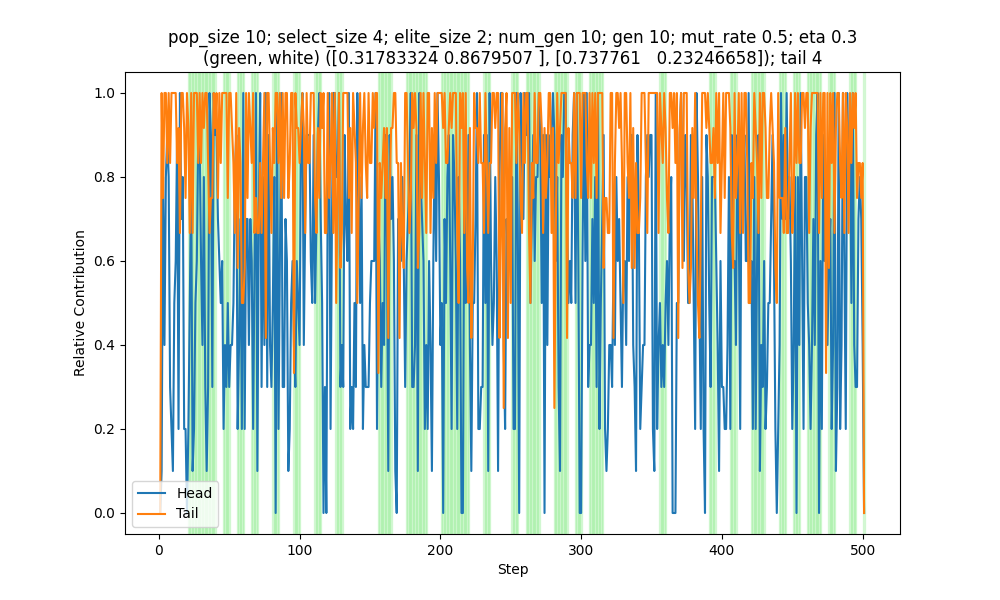 pop_size 10; select_size 4; elite_size 2; num_gen 10; gen 10; mut_rate 0.5; eta 0.3
(green, white) ([0.31783324 0.8679507 ], [0.737761   0.23246658]); tail 4
Relative Contribution
1.0
0.8
0.6
0.4
0.2
0.0
Head
Tail
0
100
200
300
400
500
Step